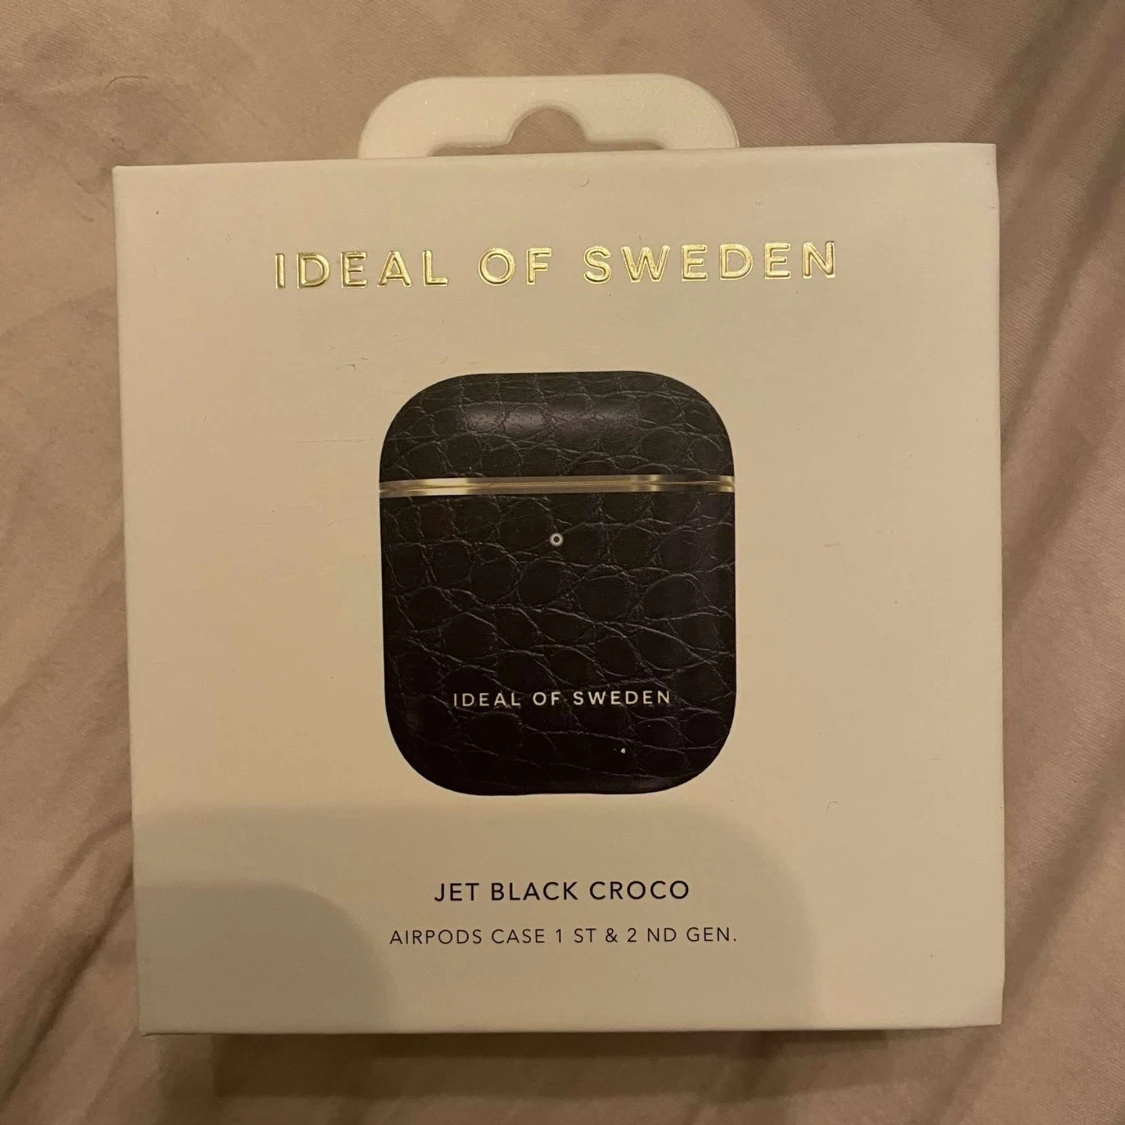 IDEAL OF SWEDEN
IDEAL OF SWEDEN
JET BLACK CROCO
AIRPODS CASE 1 ST & 2 ND GEN.